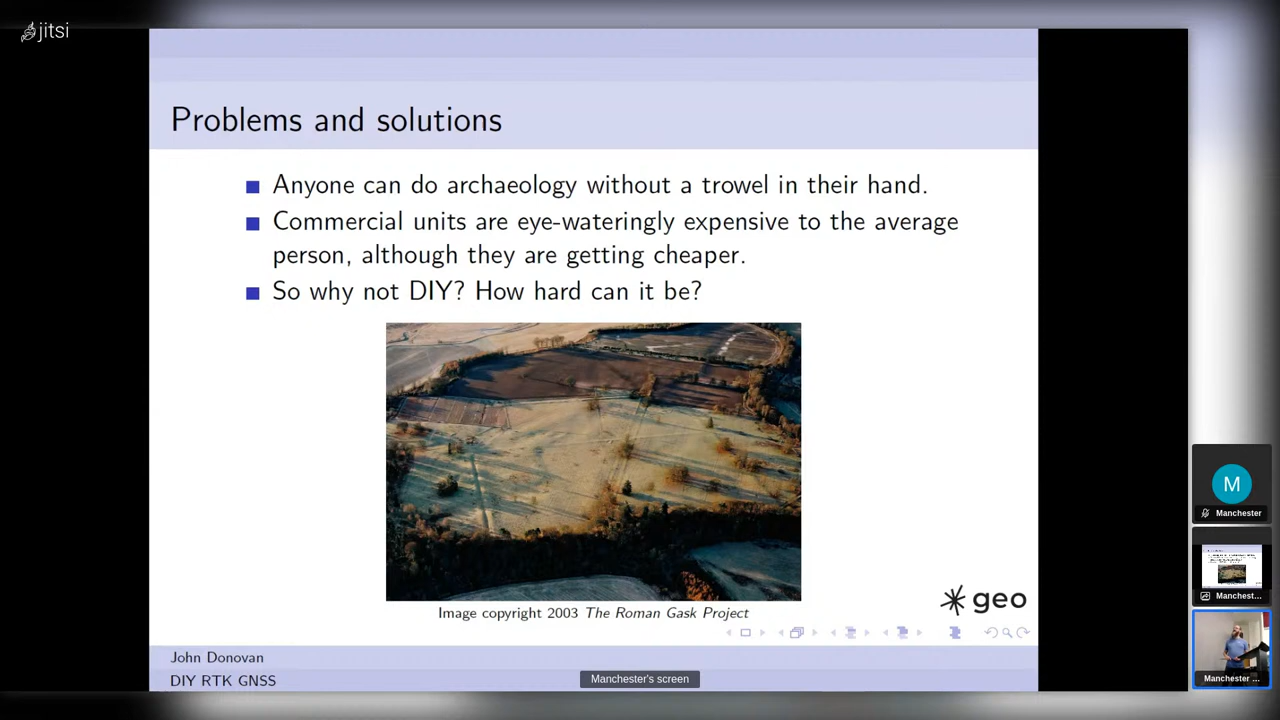 jitsi
Problems and solutions
Anyone can do archaeology without a trowel in their hand.
Commercial units are eye-wateringly expensive to the average
person, although they are getting cheaper.
So why not DIY? How hard can it be?
Image copyright 2003 The Roman Gask Project
geo
John Donovan
DIY RTK GNSS
Manchester's screen
M
Manchester
Manchest...
Manchester ...